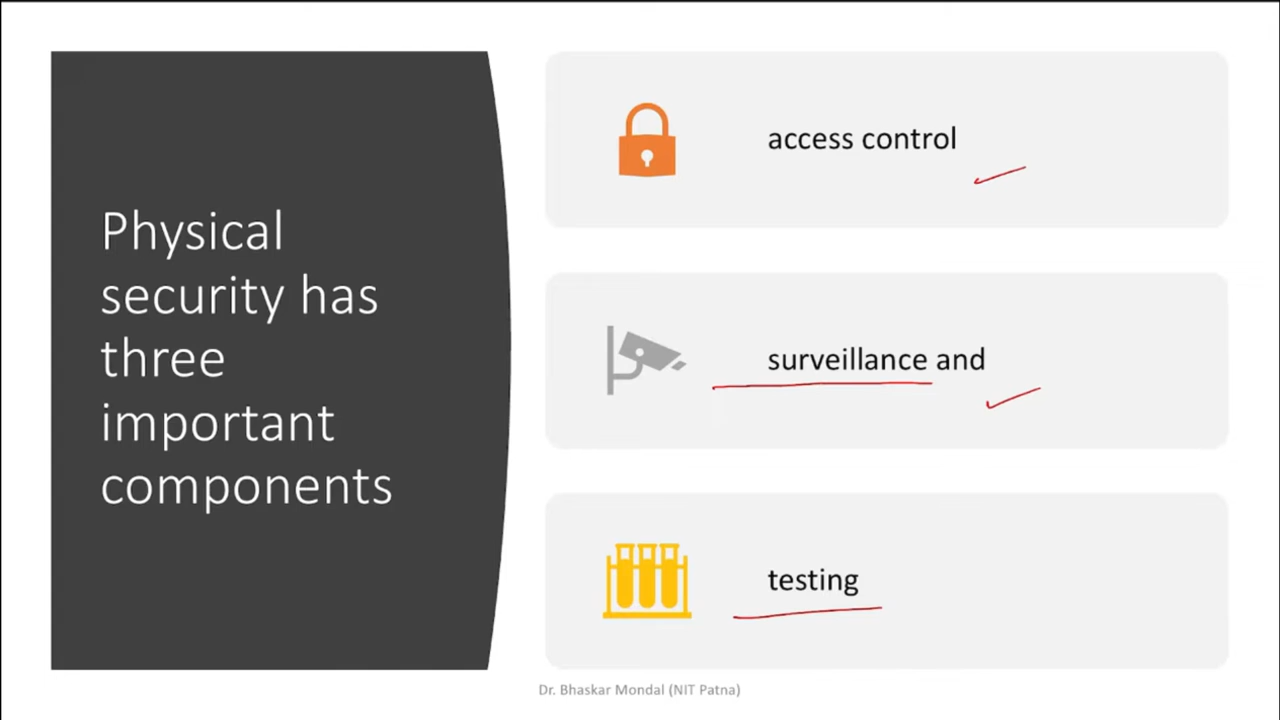 Physical
security has
three
important
components
access control
surveillance and
testing
Dr. Bhaskar Mondal (NIT Patna)